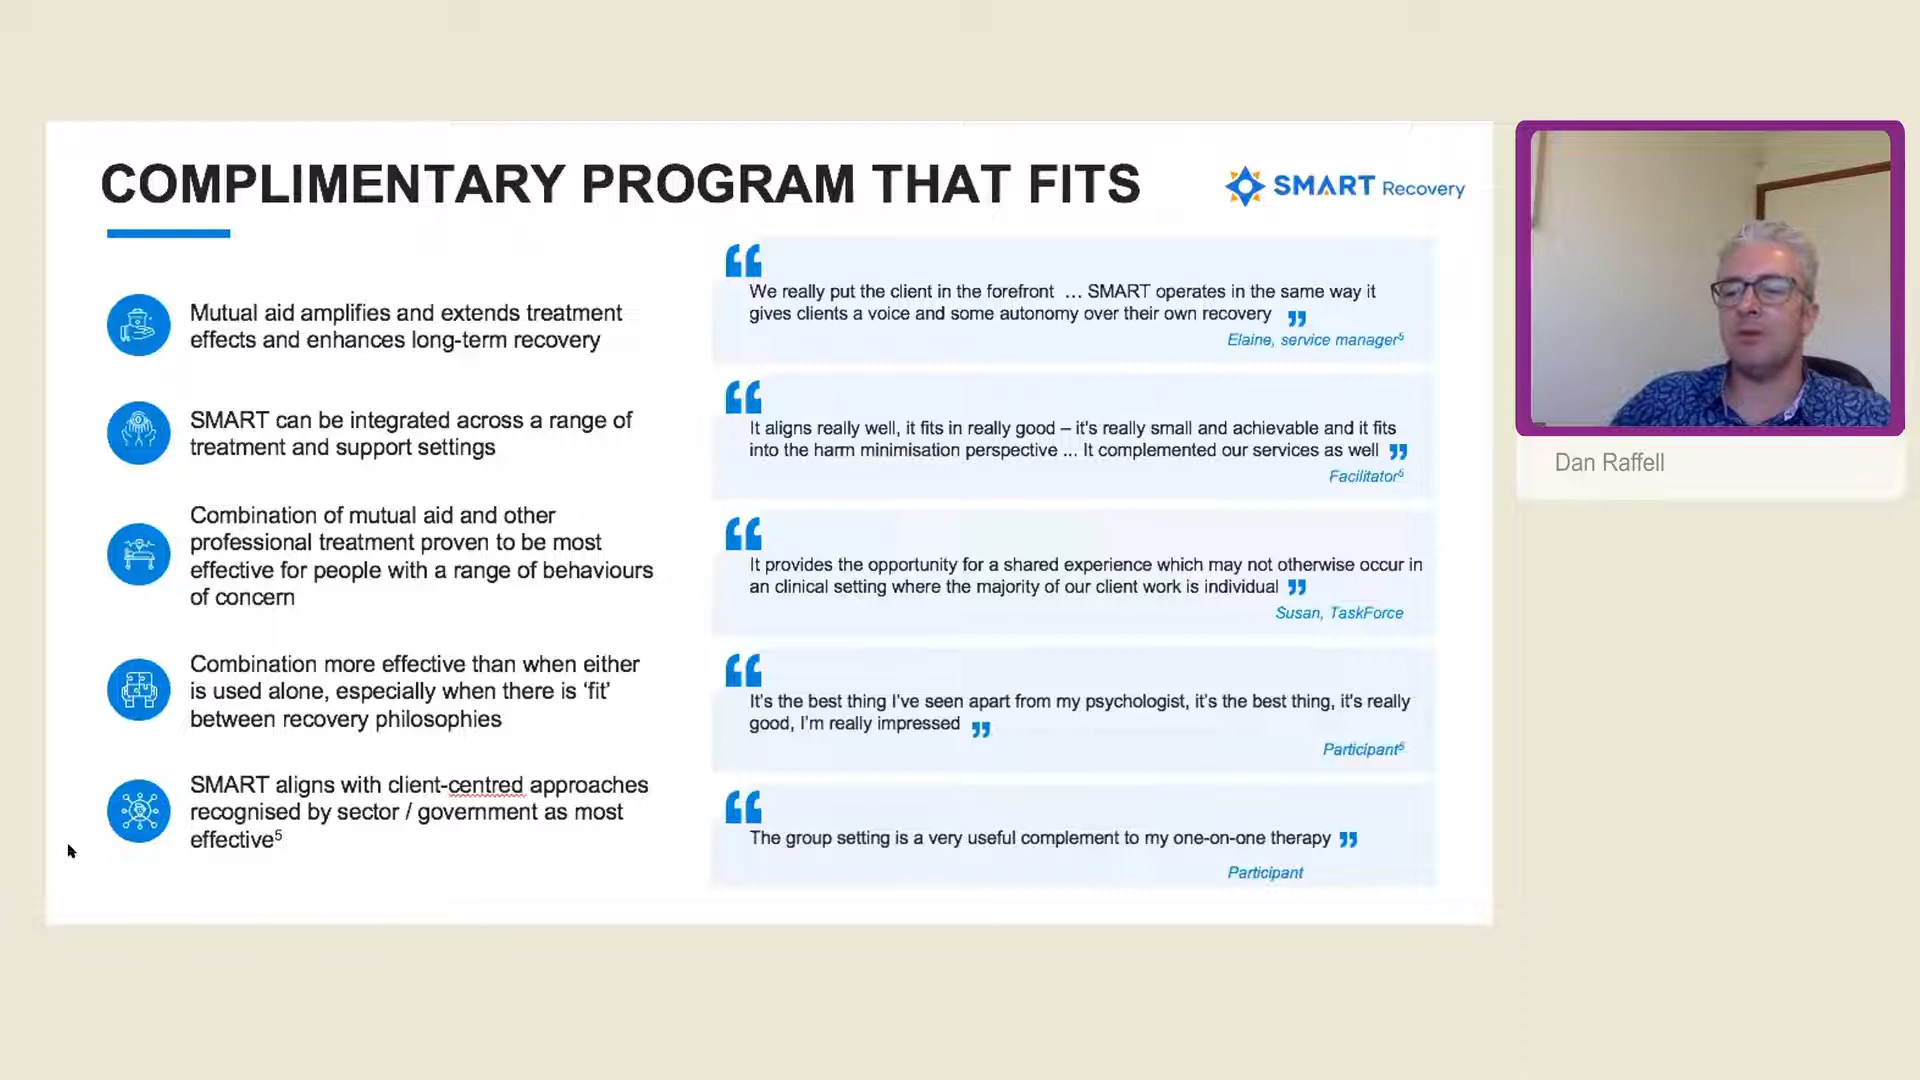 COMPLIMENTARY PROGRAM THAT FITS
SMART Recovery
Mutual aid amplifies and extends treatment
effects and enhances long-term recovery
SMART can be integrated across a range of
treatment and support settings
Combination of mutual aid and other
professional treatment proven to be most
effective for people with a range of behaviours
of concern
Combination more effective than when either
is used alone, especially when there is ‘fit’
between recovery philosophies
SMART aligns with client-centred approaches
recognised by sector / government as most
effective⁵
“We really put the client in the forefront … SMART operates in the same way it
gives clients a voice and some autonomy over their own recovery”
Elaine, service manager⁵
“It aligns really well, it fits in really good – it's really small and achievable and it fits
into the harm minimisation perspective ... It complemented our services as well”
Facilitator⁵
“It provides the opportunity for a shared experience which may not otherwise occur in
an clinical setting where the majority of our client work is individual”
Susan, TaskForce
“It's the best thing I've seen apart from my psychologist, it's the best thing, it's really
good, I'm really impressed”
Participant⁵
“The group setting is a very useful complement to my one-on-one therapy”
Participant
Dan Raffell